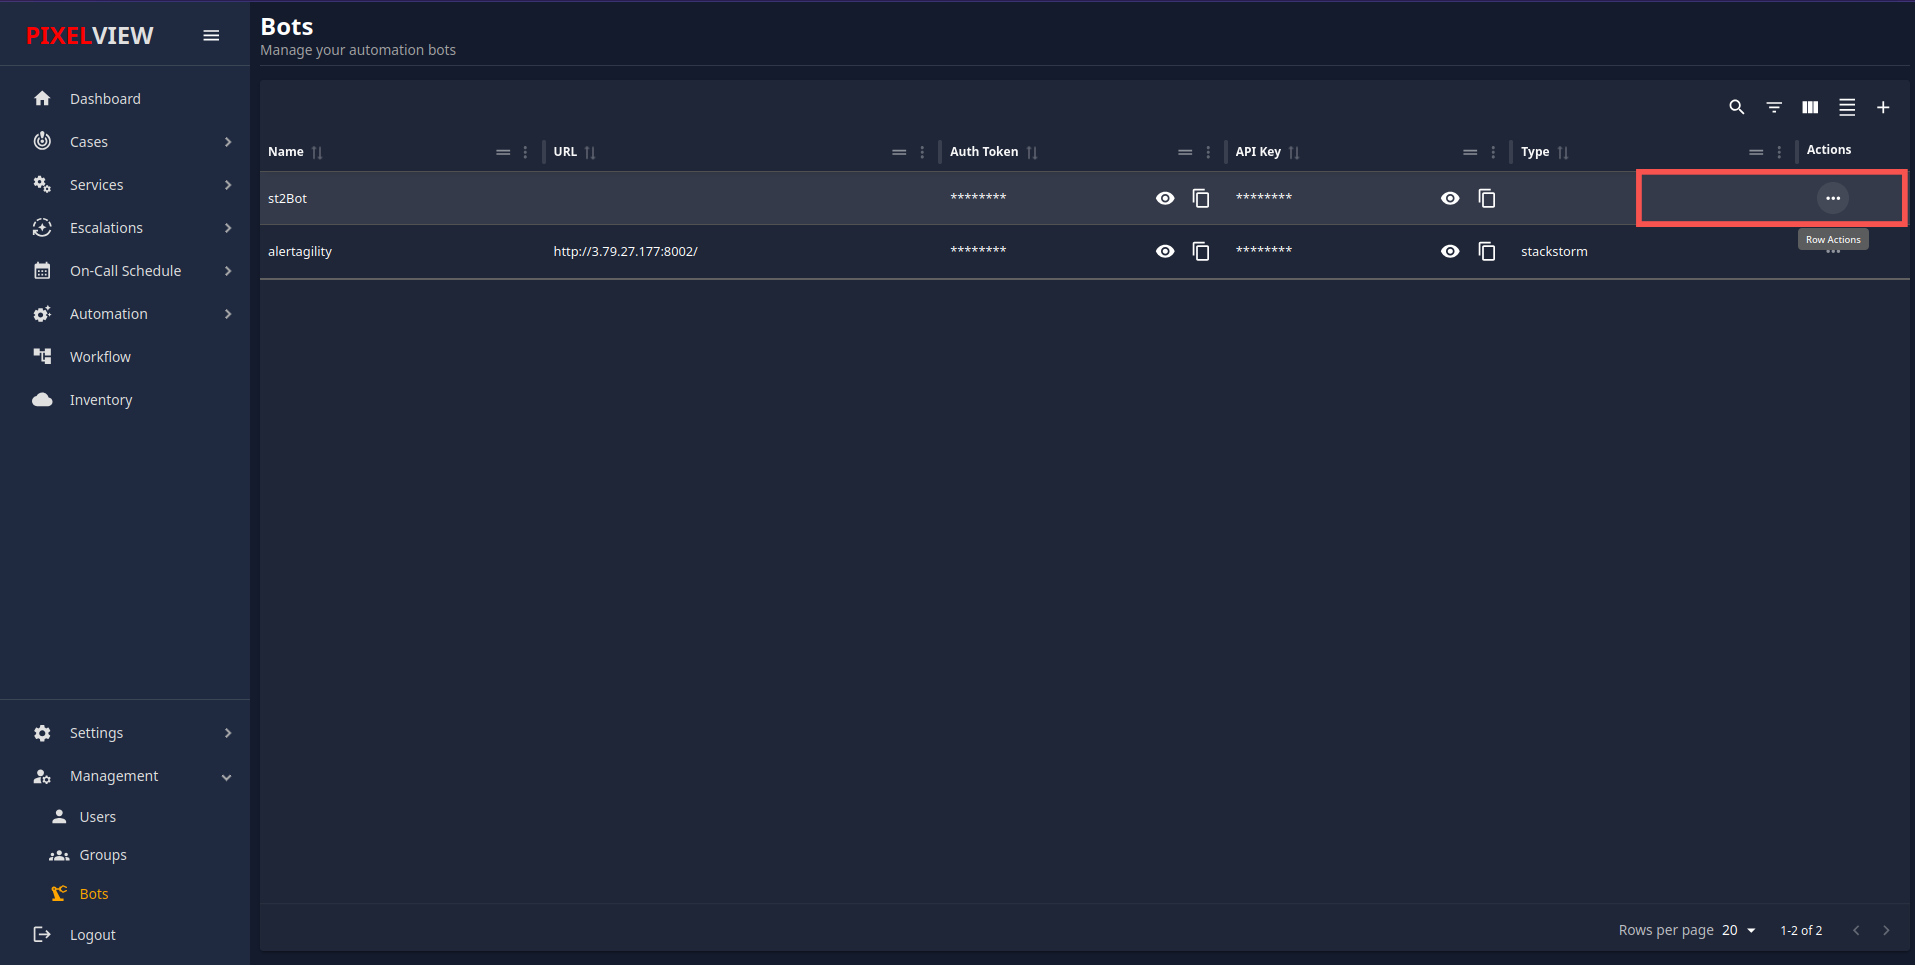 PIXELVIEW
Dashboard
Cases
Services
Escalations
On-Call Schedule
Automation
Workflow
Inventory
Settings
Management
Users
Groups
Bots
Logout
Bots
Manage your automation bots
Name URL Auth Token API Key Type Actions
st2Bot ******** ********
Row Actions
alertagility http://3.79.27.177:8002/ ******** ******** stackstorm
Rows per page 20 1-2 of 2